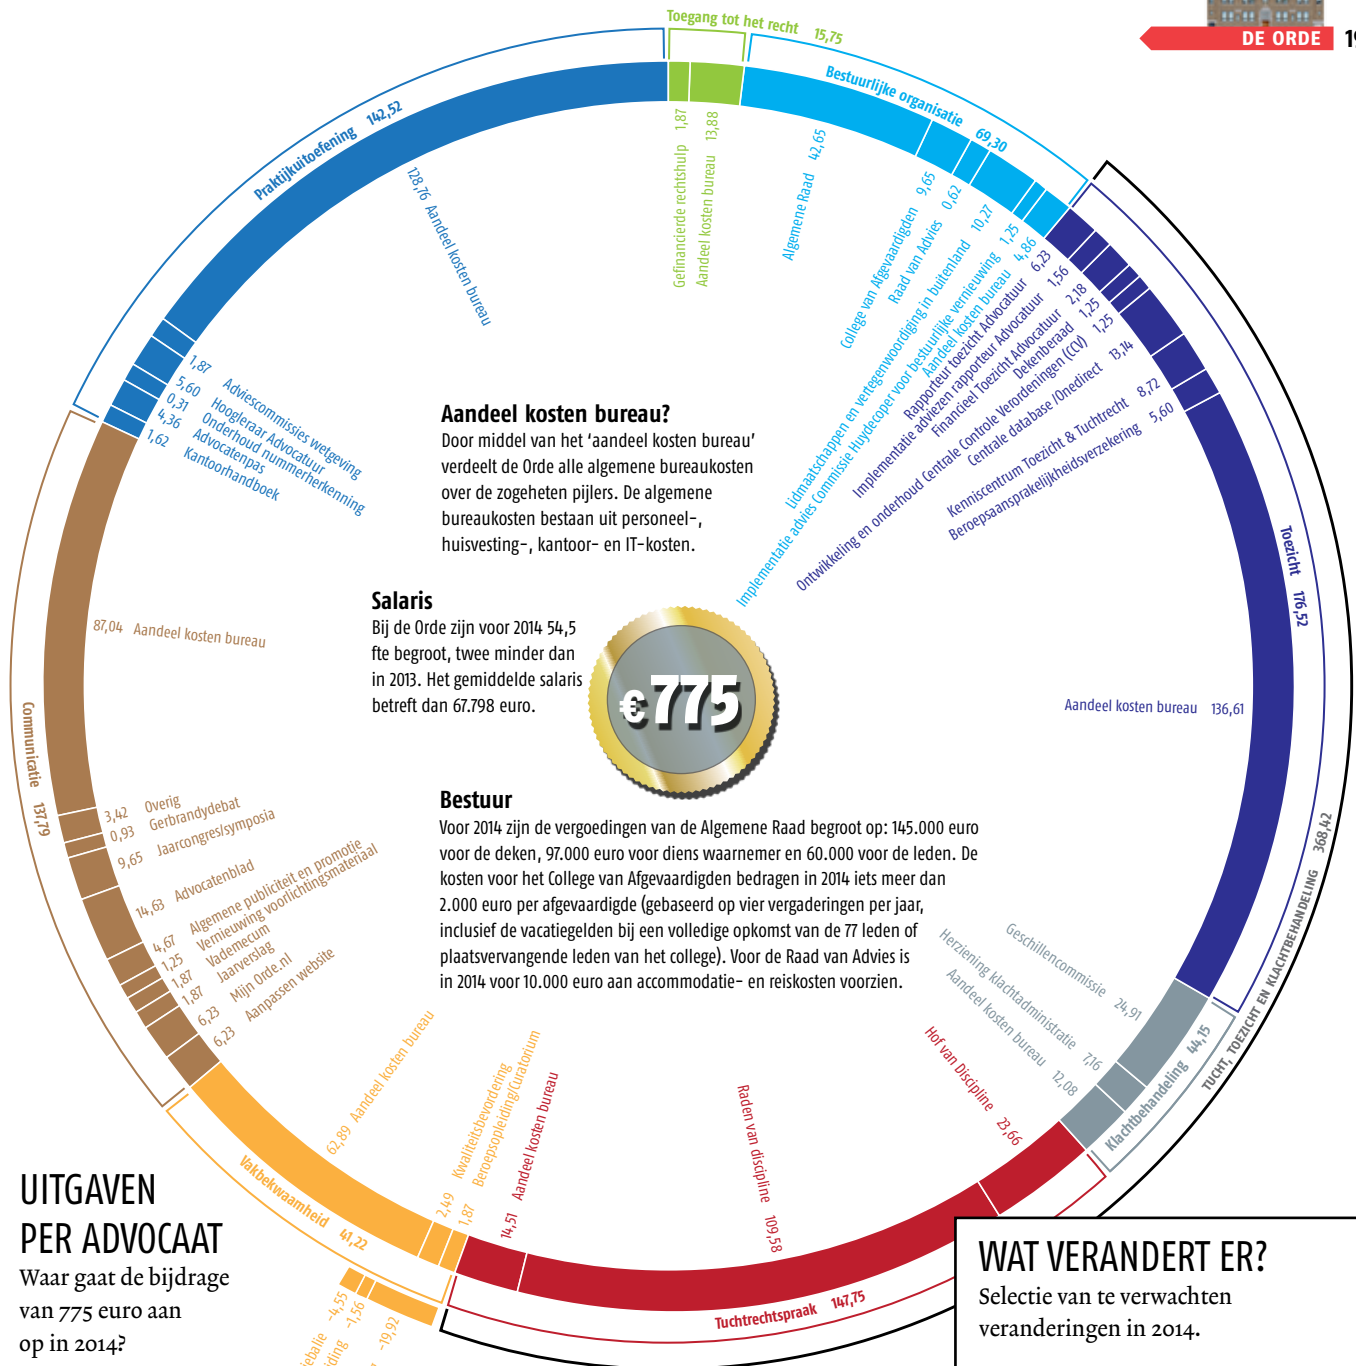 DE ORDE
Toegang tot het recht 15,75
Gefinancierde rechtshulp 1,87
Aandeel kosten bureau 13,88
Bestuurlijke organisatie 69,30
Algemene Raad 42,65
College van Afgevaardigden 9,65
Raad van Advies 0,62
Lidmaatschappen en vertegenwoordiging in buitenland 10,27
Implementatie advies Commissie Huydecoper voor bestuurlijke vernieuwing 1,25
Aandeel kosten bureau 4,86
Rapporteur toezicht Advocatuur 6,23
Implementatie adviezen rapporteur Advocatuur 1,56
Financieel Toezicht Advocatuur 2,18
Dekenberaad 1,25
Ontwikkeling en onderhoud Centrale Controle Verordeningen (CCV) 1,25
Centrale database /Onedirect 13,14
Kenniscentrum Toezicht & Tuchtrecht 8,72
Beroepsaansprakelijkheidsverzekering 5,60
Aandeel kosten bureau 136,61
Toezicht 176,52
TUCHT, TOEZICHT EN KLACHTBEHANDELING 368,42
Geschillencommissie 24,91
Herziening klachtadministratie 7,16
Aandeel kosten bureau 12,08
Klachtbehandeling 44,15
Hof van Discipline 23,66
Raden van discipline 109,58
14,51 Aandeel kosten bureau
Tuchtrechtspraak 147,75
1,87 Beroepsopleiding/Curatorium
2,49 Kwaliteitsbevordering
62,89 Aandeel kosten bureau
Vakbekwaamheid 41,22
-4,55
-1,56
-19,92
6,23 Aanpassen website
6,23 Mijn Orde.nl
1,87 Jaarverslag
1,87 Vademecum
1,25 Vernieuwing voorlichtingsmateriaal
4,67 Algemene publiciteit en promotie
14,63 Advocatenblad
9,65 Jaarcongres/symposia
0,93 Gerbrandydebat
3,42 Overig
87,04 Aandeel kosten bureau
Communicatie 137,79
1,62 Kantoorhandboek
4,36 Advocatenpas
0,31 Onderhoud nummerherkenning
5,60 Hoogleraar Advocatuur
1,87 Adviescommissies wetgeving
128,76 Aandeel kosten bureau
Praktijkuitoefening 142,52
Aandeel kosten bureau?
Door middel van het ‘aandeel kosten bureau’
verdeelt de Orde alle algemene bureaukosten
over de zogeheten pijlers. De algemene
bureaukosten bestaan uit personeel-,
huisvesting-, kantoor- en IT-kosten.
Salaris
Bij de Orde zijn voor 2014 54,5
fte begroot, twee minder dan
in 2013. Het gemiddelde salaris
betreft dan 67.798 euro.
€775
Bestuur
Voor 2014 zijn de vergoedingen van de Algemene Raad begroot op: 145.000 euro
voor de deken, 97.000 euro voor diens waarnemer en 60.000 voor de leden. De
kosten voor het College van Afgevaardigden bedragen in 2014 iets meer dan
2.000 euro per afgevaardigde (gebaseerd op vier vergaderingen per jaar,
inclusief de vacatiegelden bij een volledige opkomst van de 77 leden of
plaatsvervangende leden van het college). Voor de Raad van Advies is
in 2014 voor 10.000 euro aan accommodatie- en reiskosten voorzien.
UITGAVEN
PER ADVOCAAT
Waar gaat de bijdrage
van 775 euro aan
op in 2014?
WAT VERANDERT ER?
Selectie van te verwachten
veranderingen in 2014.